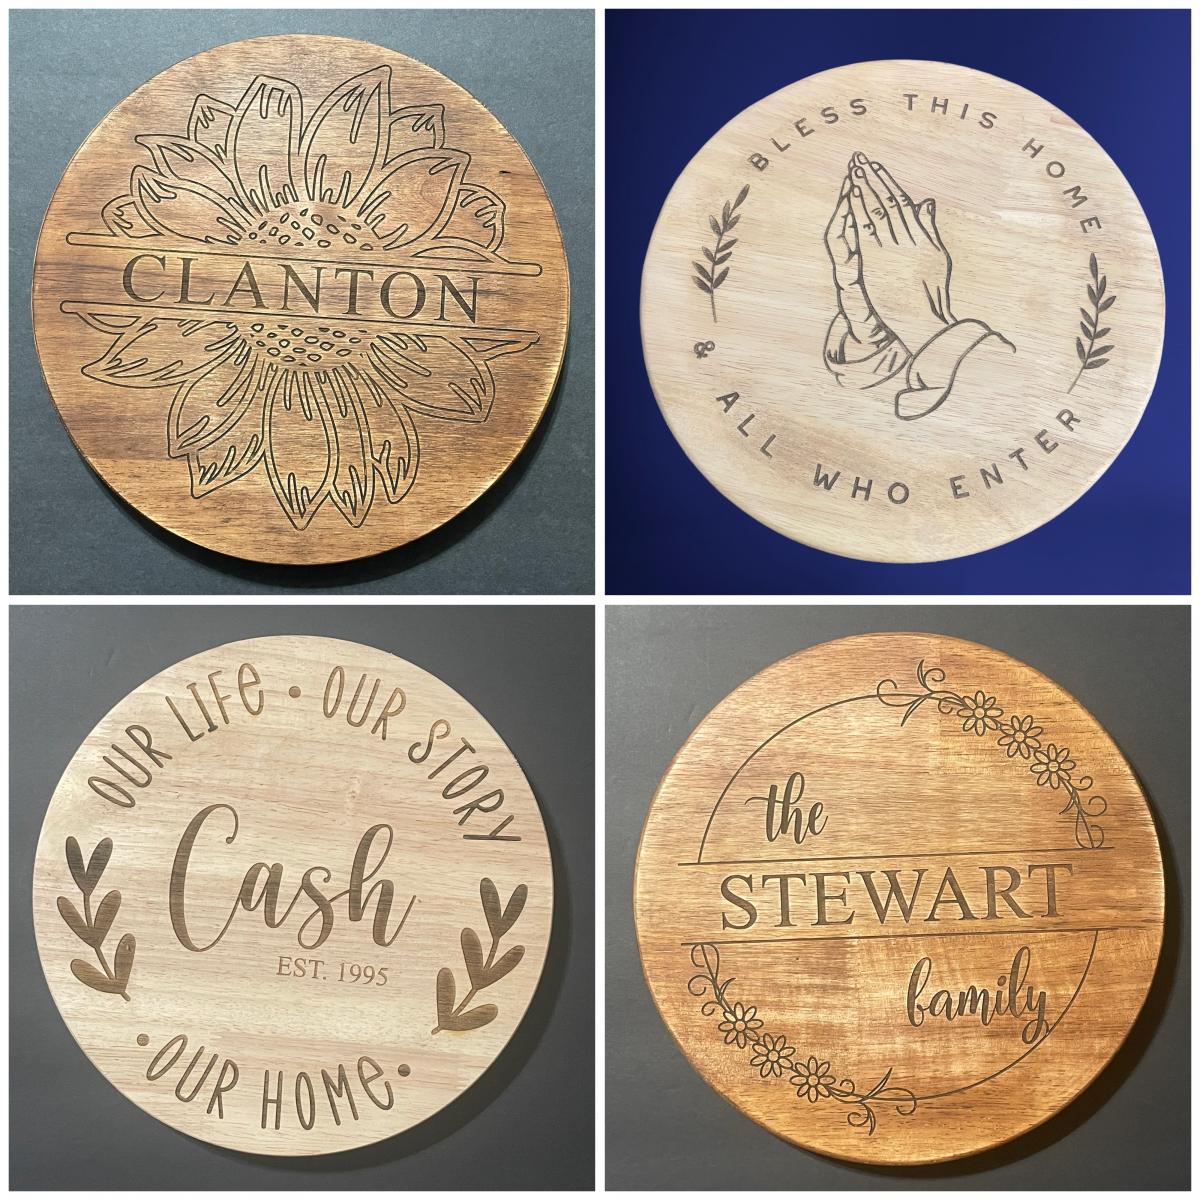 CLANTON
BLESS THIS HOME
& ALL WHO ENTER
OUR LIFE • OUR STORY
Cash
EST. 1995
•OUR HOME•
the
STEWART
family